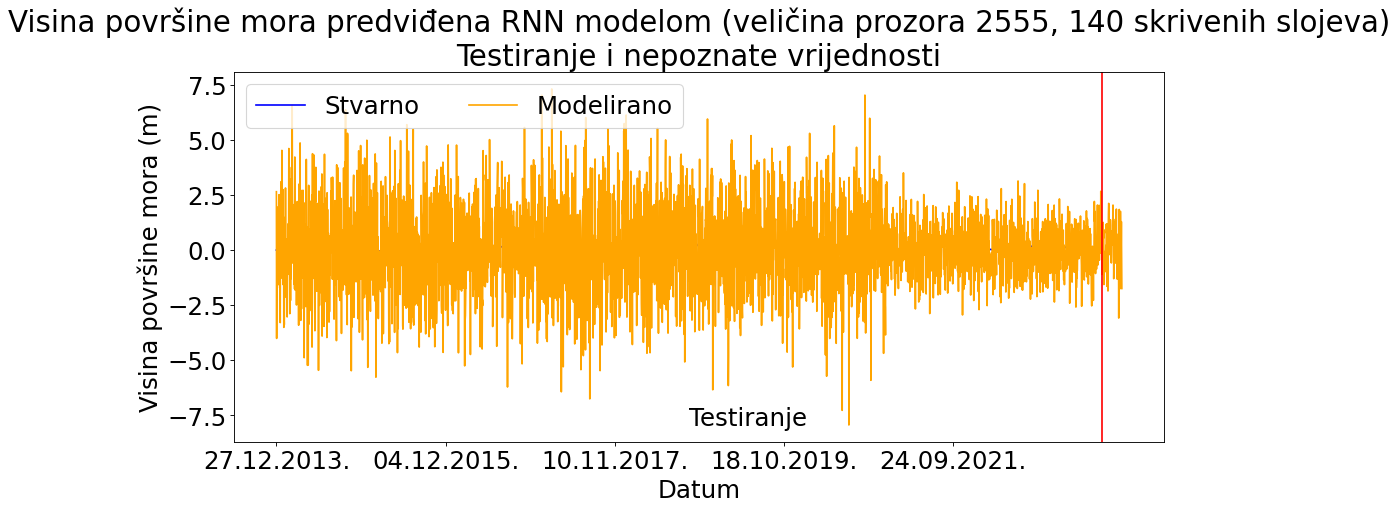 Visina površine mora predviđena RNN modelom (veličina prozora 2555, 140 skrivenih slojeva)
Testiranje i nepoznate vrijednosti
Stvarno Modelirano
Visina površine mora (m)
7.5
5.0
2.5
0.0
−2.5
−5.0
−7.5
Testiranje
27.12.2013. 04.12.2015. 10.11.2017. 18.10.2019. 24.09.2021.
Datum